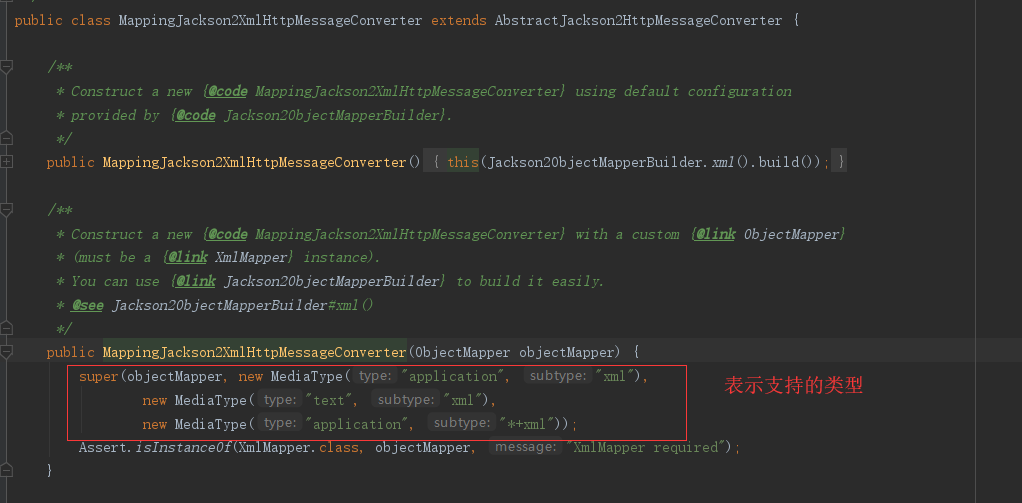 public class MappingJackson2XmlHttpMessageConverter extends AbstractJackson2HttpMessageConverter {
/**
* Construct a new {@code MappingJackson2XmlHttpMessageConverter} using default configuration
* provided by {@code Jackson2ObjectMapperBuilder}.
*/
public MappingJackson2XmlHttpMessageConverter() { this(Jackson2ObjectMapperBuilder.xml().build()); }
/**
* Construct a new {@code MappingJackson2XmlHttpMessageConverter} with a custom {@link ObjectMapper}
* (must be a {@link XmlMapper} instance).
* You can use {@link Jackson2ObjectMapperBuilder} to build it easily.
* @see Jackson2ObjectMapperBuilder#xml()
*/
public MappingJackson2XmlHttpMessageConverter(ObjectMapper objectMapper) {
super(objectMapper, new MediaType( type: "application", subtype: "xml"),
表示支持的类型
new MediaType( type: "text", subtype: "xml"),
new MediaType( type: "application", subtype: "*+xml"));
Assert.isInstanceOf(XmlMapper.class, objectMapper, message: "XmlMapper required");
}